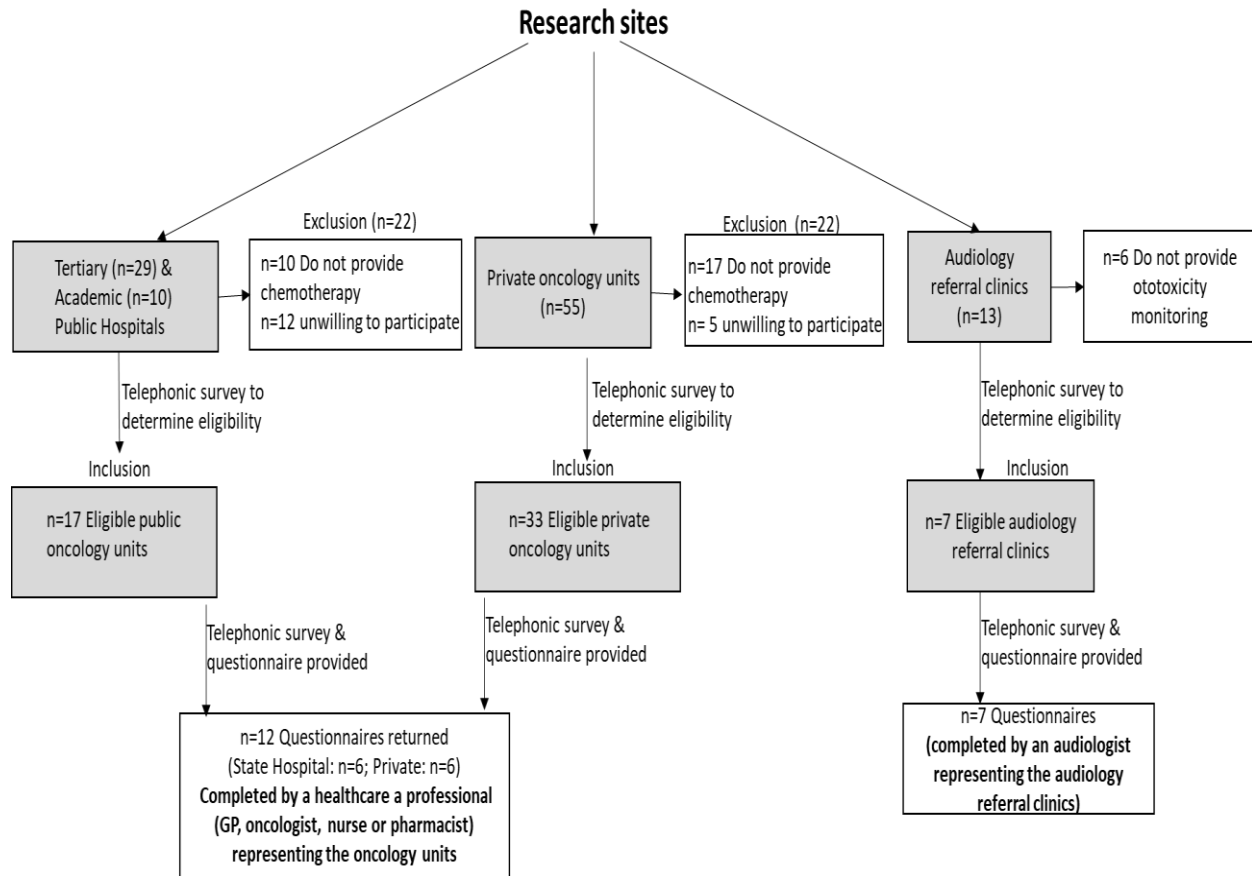 Research sites
Tertiary (n=29) &
Academic (n=10)
Public Hospitals
Exclusion (n=22)
n=10 Do not provide
chemotherapy
n=12 unwilling to participate
Private oncology units
(n=55)
Exclusion (n=22)
n=17 Do not provide
chemotherapy
n= 5 unwilling to participate
Audiology
referral clinics
(n=13)
n=6 Do not provide
ototoxicity
monitoring
Telephonic survey to
determine eligibility
Telephonic survey to
determine eligibility
Telephonic survey to
determine eligibility
Inclusion
n=17 Eligible public
oncology units
Inclusion
n=33 Eligible private
oncology units
Inclusion
n=7 Eligible audiology
referral clinics
Telephonic survey &
questionnaire provided
Telephonic survey &
questionnaire provided
Telephonic survey &
questionnaire provided
n=12 Questionnaires returned
(State Hospital: n=6; Private: n=6)
Completed by a healthcare a professional
(GP, oncologist, nurse or pharmacist)
representing the oncology units
n=7 Questionnaires
(completed by an audiologist
representing the audiology
referral clinics)